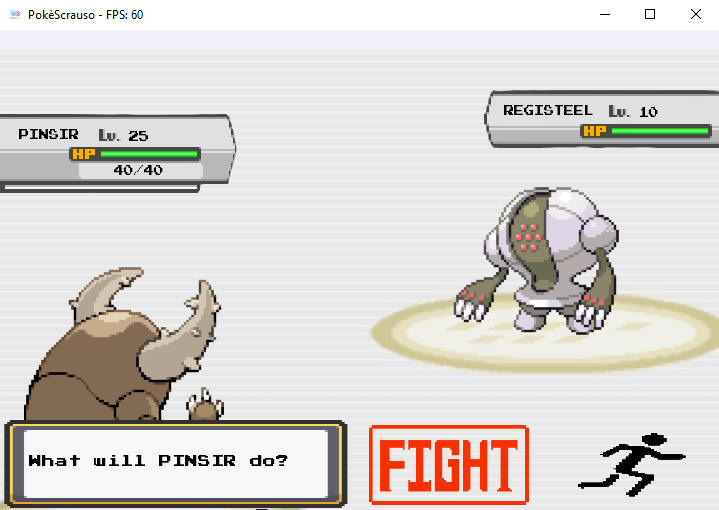 PokèScrauso - FPS: 60
PINSIR Lv. 25
HP
40/40
REGISTEEL Lv. 10
HP
What will PINSIR do?
FIGHT